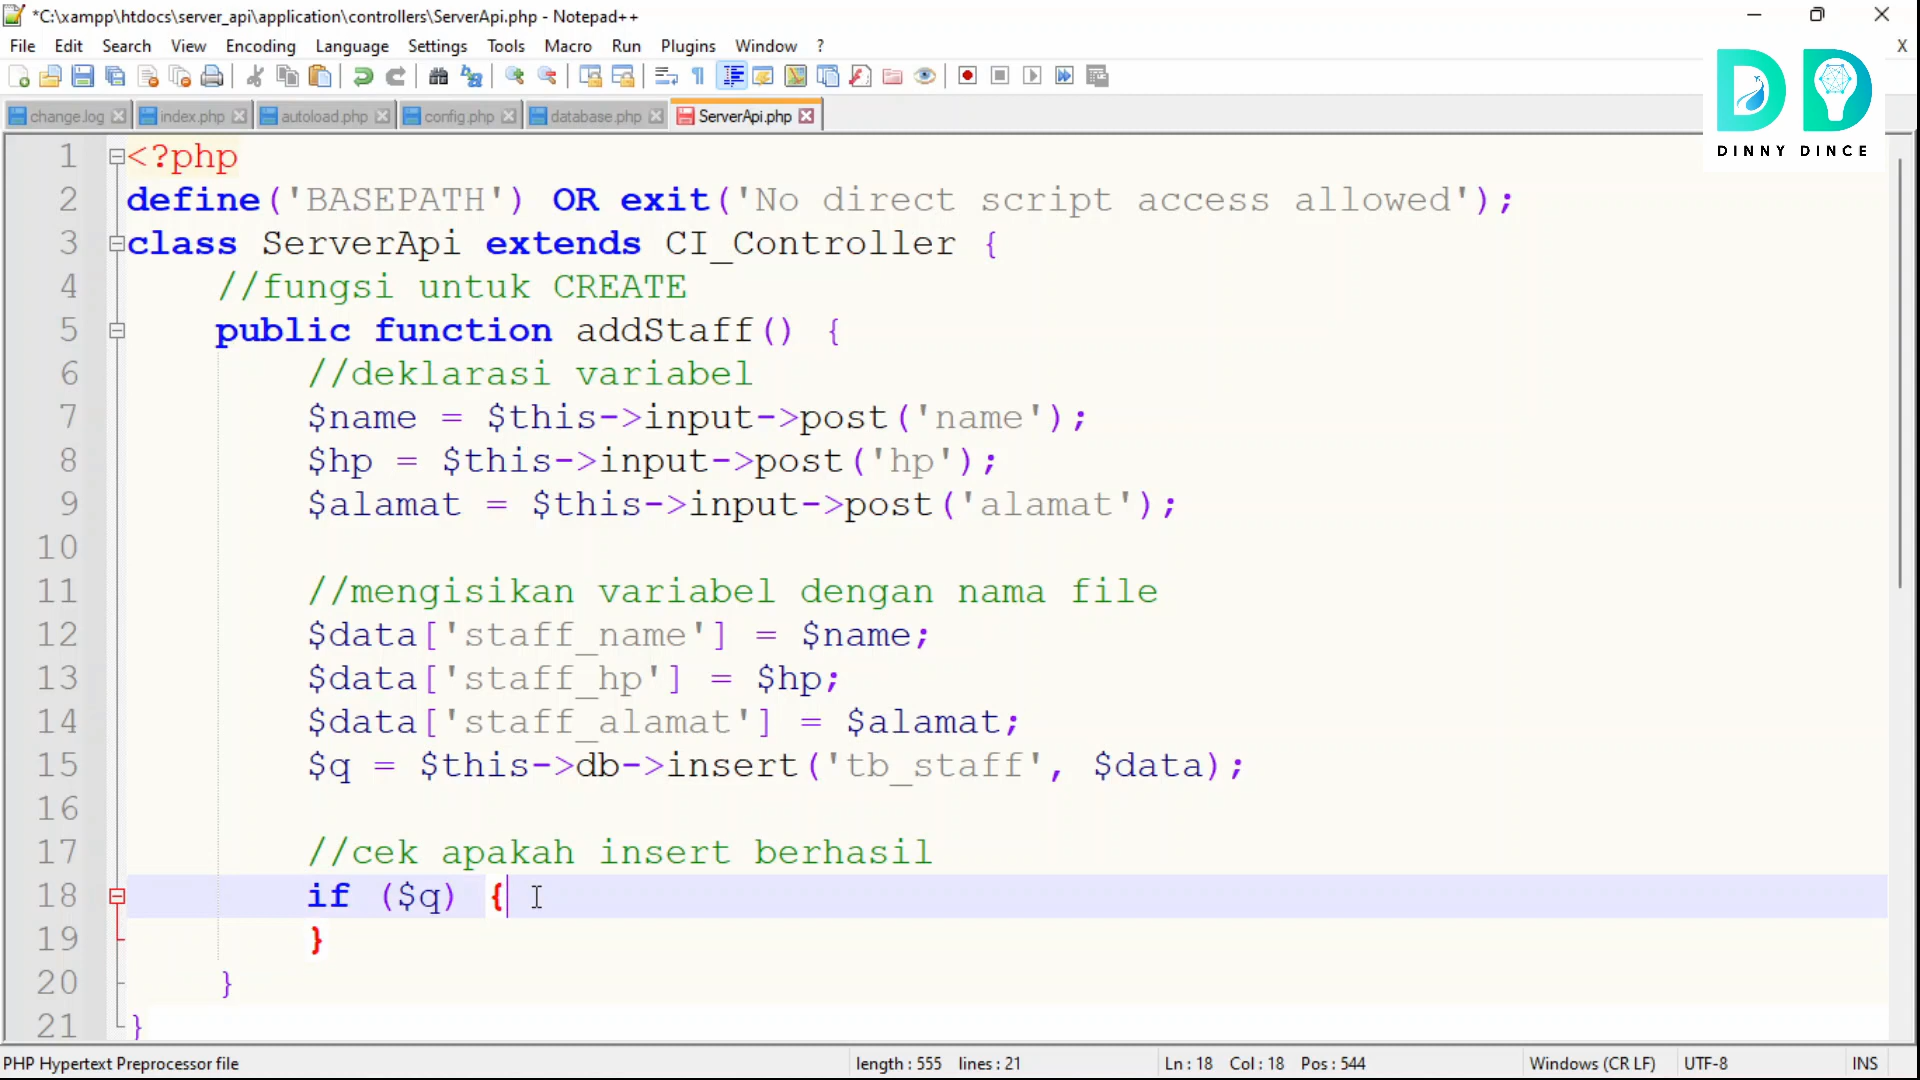 *C:\xampp\htdocs\server_api\application\controllers\ServerApi.php - Notepad++
File Edit Search View Encoding Language Settings Tools Macro Run Plugins Window ? X
change.log index.php autoload.php config.php database.php ServerApi.php
DINNY DINCE
1 <?php
2 define('BASEPATH') OR exit('No direct script access allowed');
3 class ServerApi extends CI_Controller {
4 //fungsi untuk CREATE
5 public function addStaff() {
6 //deklarasi variabel
7 $name = $this->input->post('name');
8 $hp = $this->input->post('hp');
9 $alamat = $this->input->post('alamat');
10
11 //mengisikan variabel dengan nama file
12 $data['staff_name'] = $name;
13 $data['staff_hp'] = $hp;
14 $data['staff_alamat'] = $alamat;
15 $q = $this->db->insert('tb_staff', $data);
16
17 //cek apakah insert berhasil
18 if ($q) {
19 }
20 }
21 }
PHP Hypertext Preprocessor file length : 555 lines : 21 Ln : 18 Col : 18 Pos : 544 Windows (CR LF) UTF-8 INS